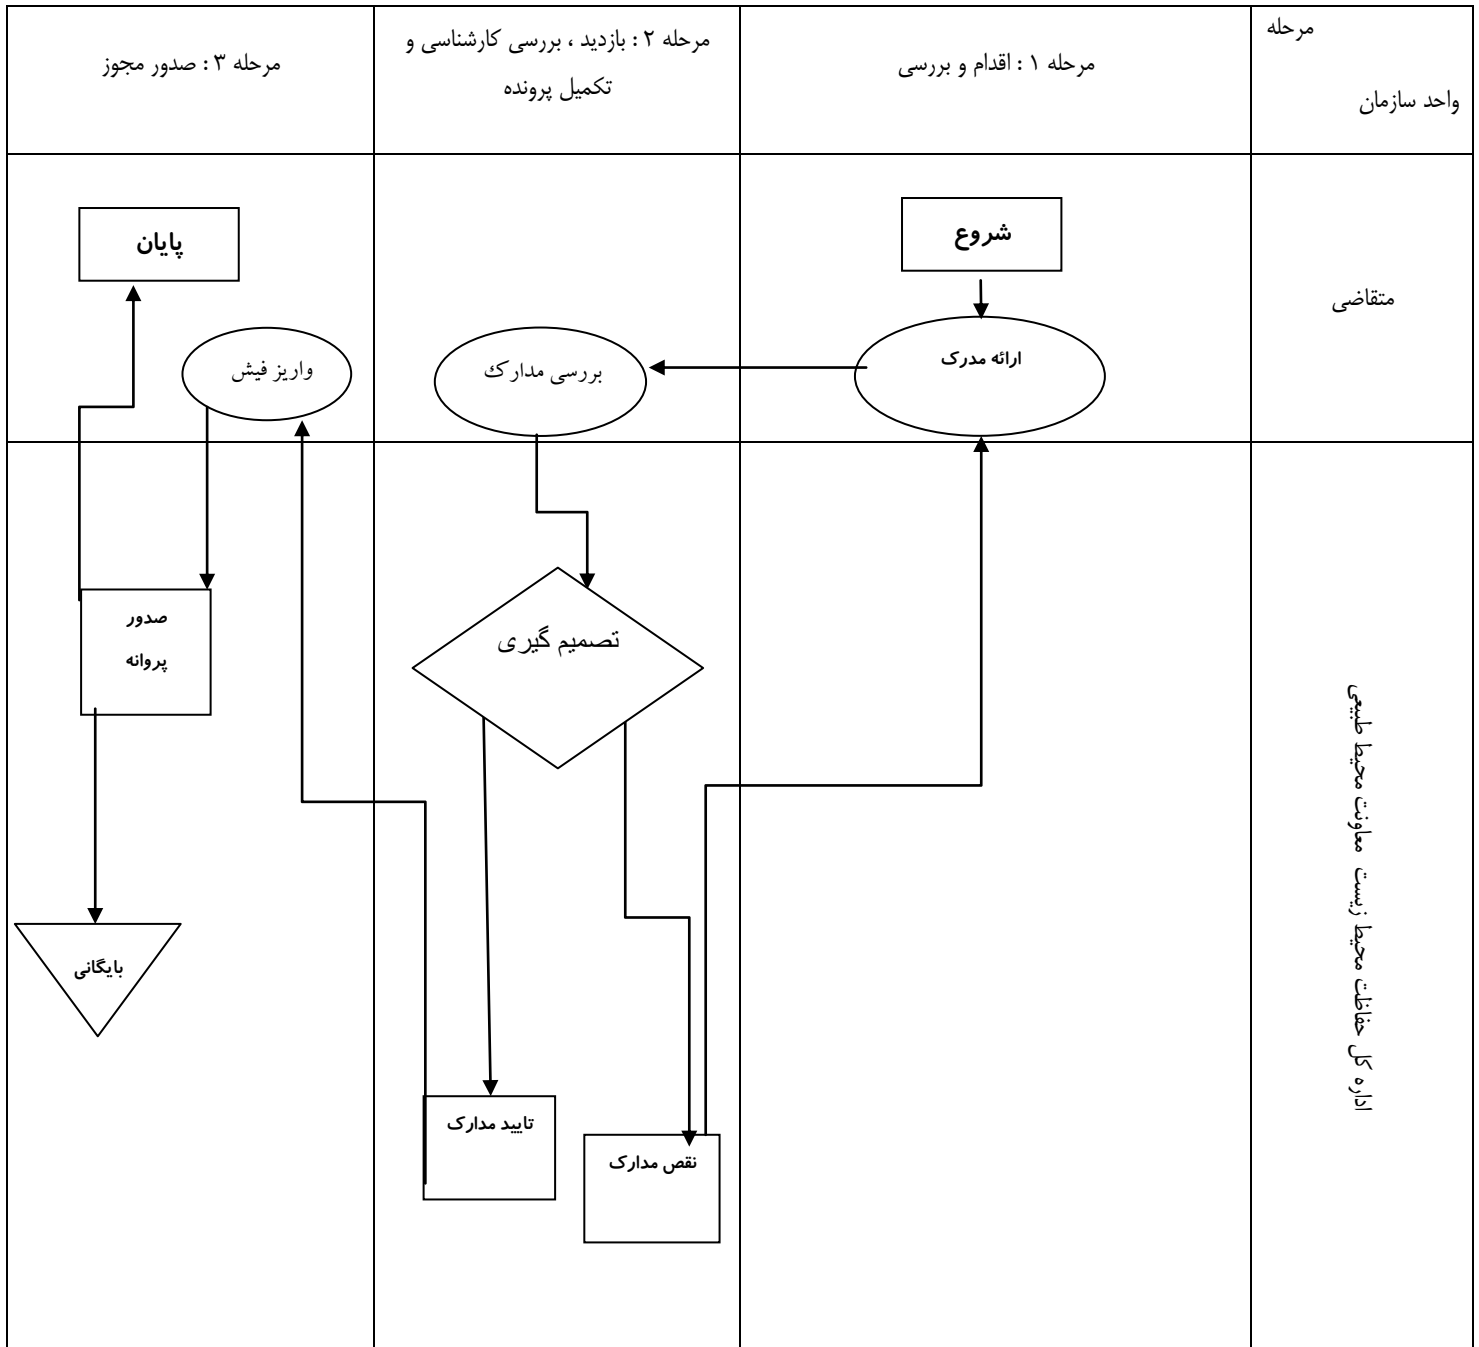 مرحله
واحد سازمان
مرحله ۱ : اقدام و بررسی
مرحله ۲ : بازدید ، بررسی کارشناسی و
تکمیل پرونده
مرحله ۳ : صدور مجوز
متقاضی
شروع
ارائه مدرک
بررسی مدارك
واریز فیش
پایان
اداره کل حفاظت محیط زیست معاونت محیط طبیعی
تصمیم گیری
صدور
پروانه
بایگانی
تایید مدارک
نقص مدارک